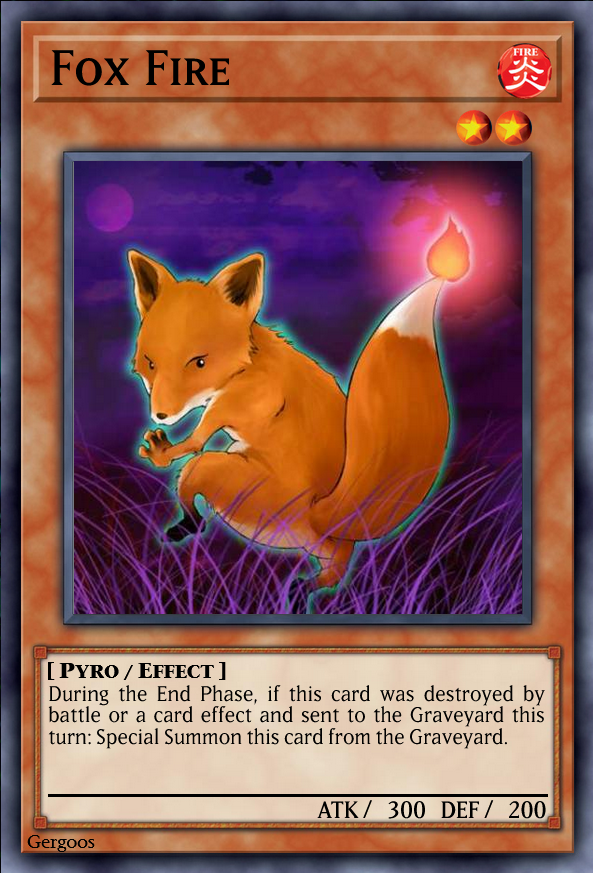 Fox Fire
FIRE
炎
[ Pyro / Effect ]
During the End Phase, if this card was destroyed by
battle or a card effect and sent to the Graveyard this
turn: Special Summon this card from the Graveyard.
ATK / 300 DEF / 200
Gergoos